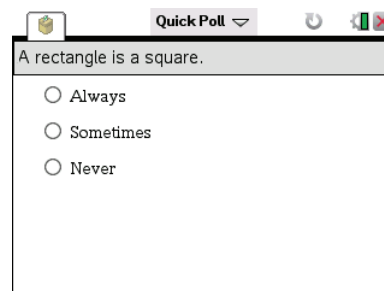 Quick Poll
A rectangle is a square.
Always
Sometimes
Never